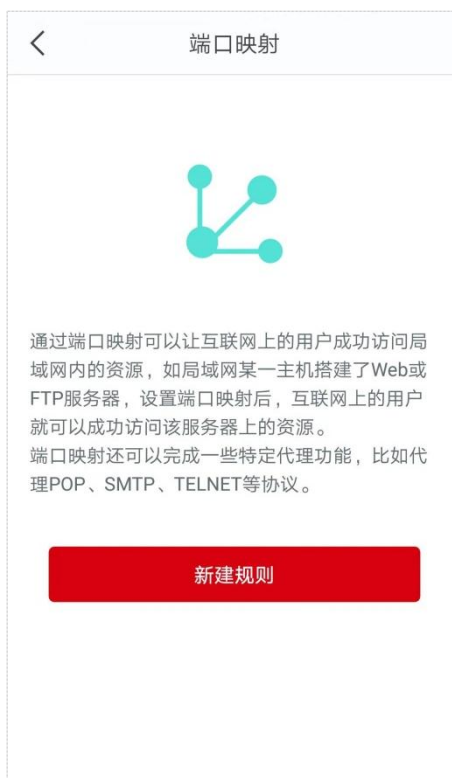 端口映射
通过端口映射可以让互联网上的用户成功访问局
域网内的资源，如局域网某一主机搭建了Web或
FTP服务器，设置端口映射后，互联网上的用户
就可以成功访问该服务器上的资源。
端口映射还可以完成一些特定代理功能，比如代
理POP、SMTP、TELNET等协议。
新建规则